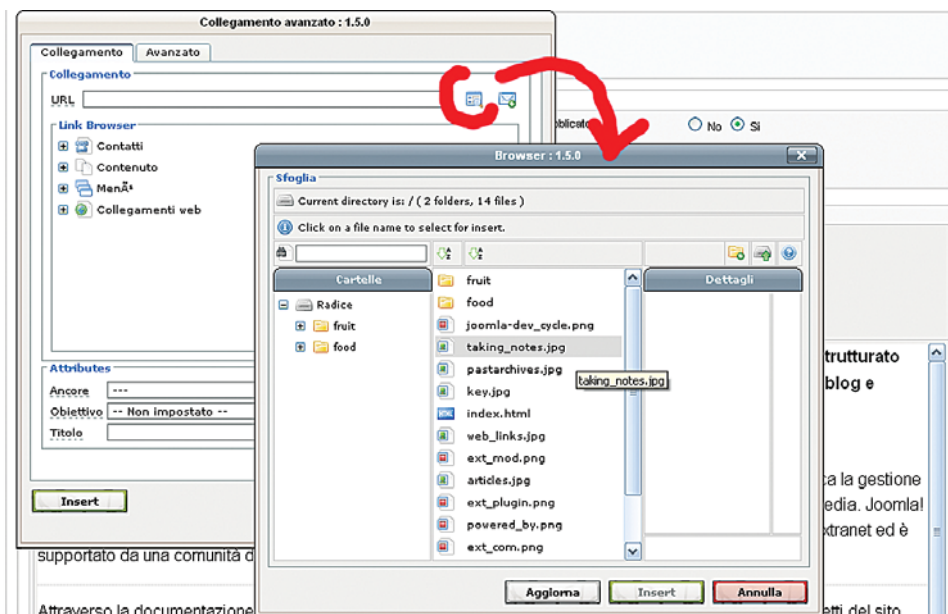 Collegamento avanzato : 1.5.0
Collegamento
Avanzato
Collegamento
URL
Link Browser
Contatti
Contenuto
MenÃ¹
Collegamenti web
No
Si
Browser : 1.5.0
Sfoglia
Current directory is: / ( 2 folders, 14 files )
Click on a file name to select for insert.
Cartelle
Radice
fruit
food
fruit
food
joomla-dev_cycle.png
taking_notes.jpg
pastarchives.jpg
taking_notes.jpg
key.jpg
index.html
web_links.jpg
ext_mod.png
articles.jpg
ext_plugin.png
powered_by.png
ext_com.png
Dettagli
Attributes
Ancore ---
Obiettivo -- Non impostato --
Titolo
Insert
Aggiorna
Insert
Annulla
trutturato
blog e
ca la gestione
edia. Joomla!
xtranet ed è
supportato da una comunità d
Attraverso la documentazione
etti del sito